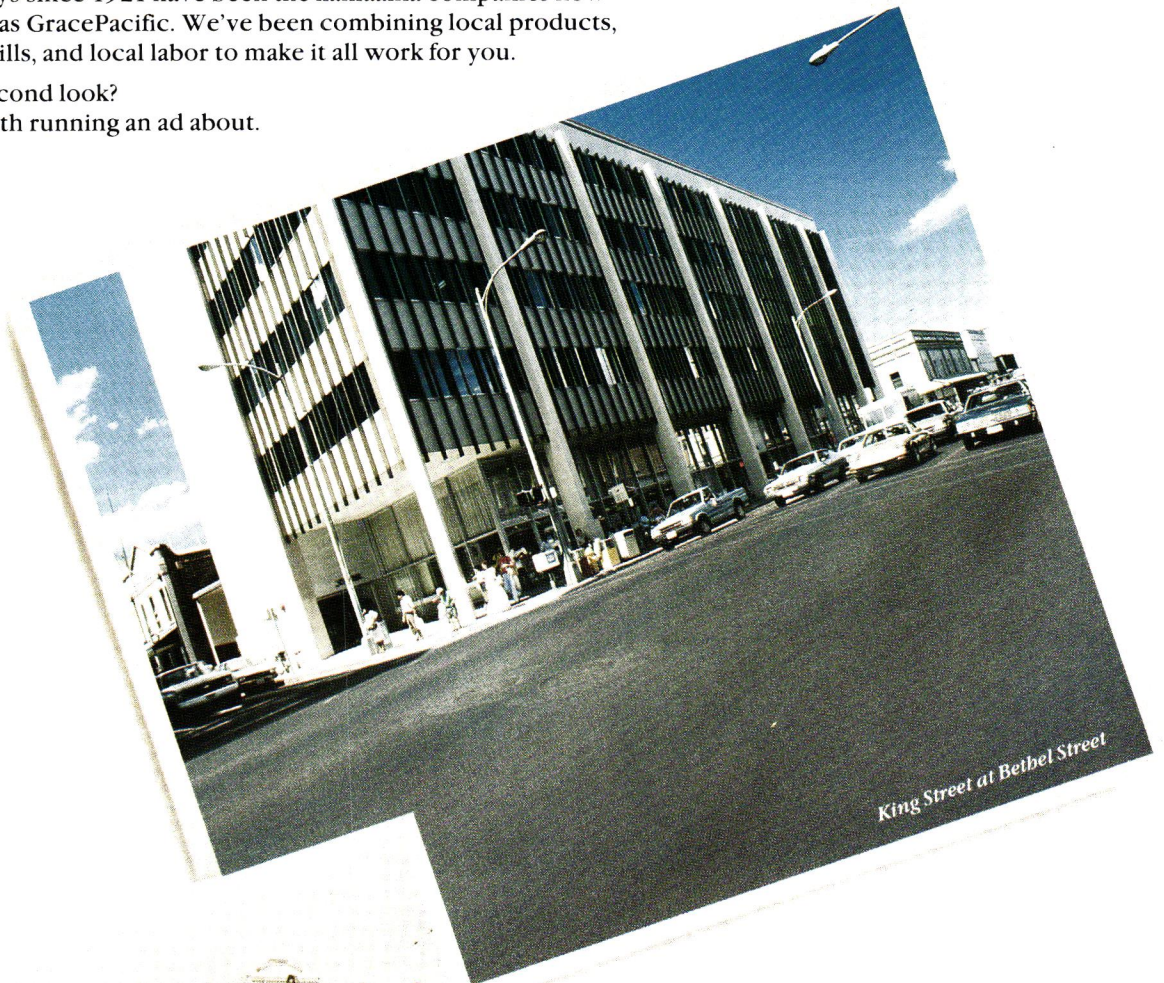 as GracePacific. We've been combining local products,
ills, and local labor to make it all work for you.
cond look?
th running an ad about.
King Street at Bethel Street